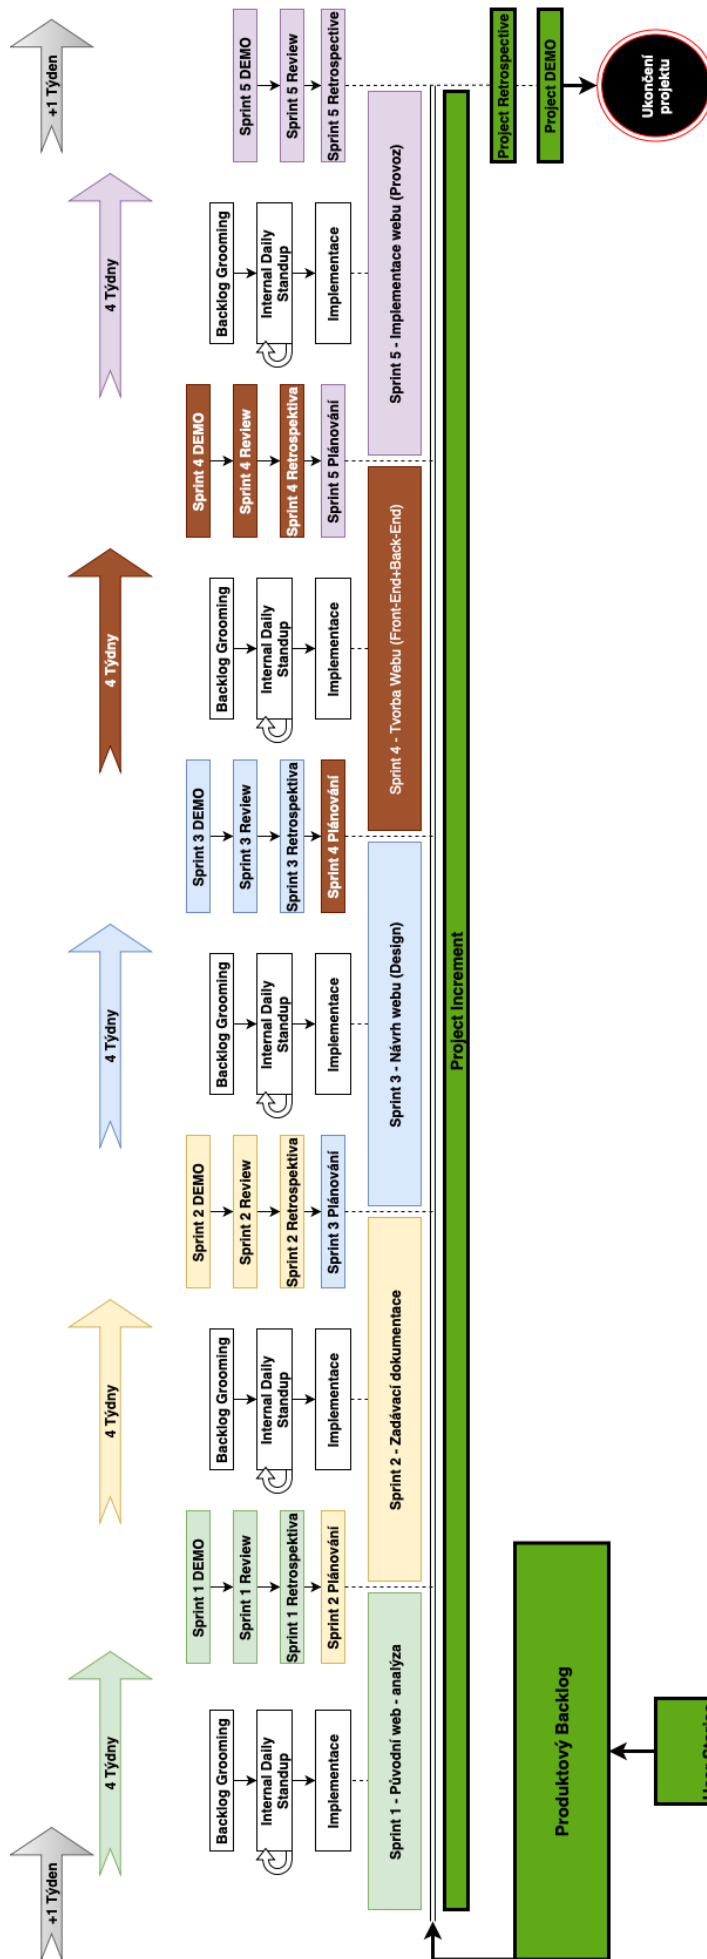 +1 Týden
+1 Týden
4 Týdny
4 Týdny
4 Týdny
4 Týdny
4 Týdny
Backlog Grooming
Internal Daily
Standup
Implementace
Sprint 1 DEMO
Sprint 1 Review
Sprint 1 Retrospektiva
Sprint 2 Plánování
Backlog Grooming
Internal Daily
Standup
Implementace
Sprint 2 DEMO
Sprint 2 Review
Sprint 2 Retrospektiva
Sprint 3 Plánování
Backlog Grooming
Internal Daily
Standup
Implementace
Sprint 3 DEMO
Sprint 3 Review
Sprint 3 Retrospektiva
Sprint 4 Plánování
Backlog Grooming
Internal Daily
Standup
Implementace
Sprint 4 DEMO
Sprint 4 Review
Sprint 4 Retrospektiva
Sprint 5 Plánování
Backlog Grooming
Internal Daily
Standup
Implementace
Sprint 5 DEMO
Sprint 5 Review
Sprint 5 Retrospective
Sprint 1 - Původní web - analýza
Sprint 2 - Zadávací dokumentace
Sprint 3 - Návrh webu (Design)
Sprint 4 - Tvorba Webu (Front-End+Back-End)
Sprint 5 - Implementace webu (Provoz)
Project Increment
Produktový Backlog
Project Retrospective
Project DEMO
Ukončení
projektu